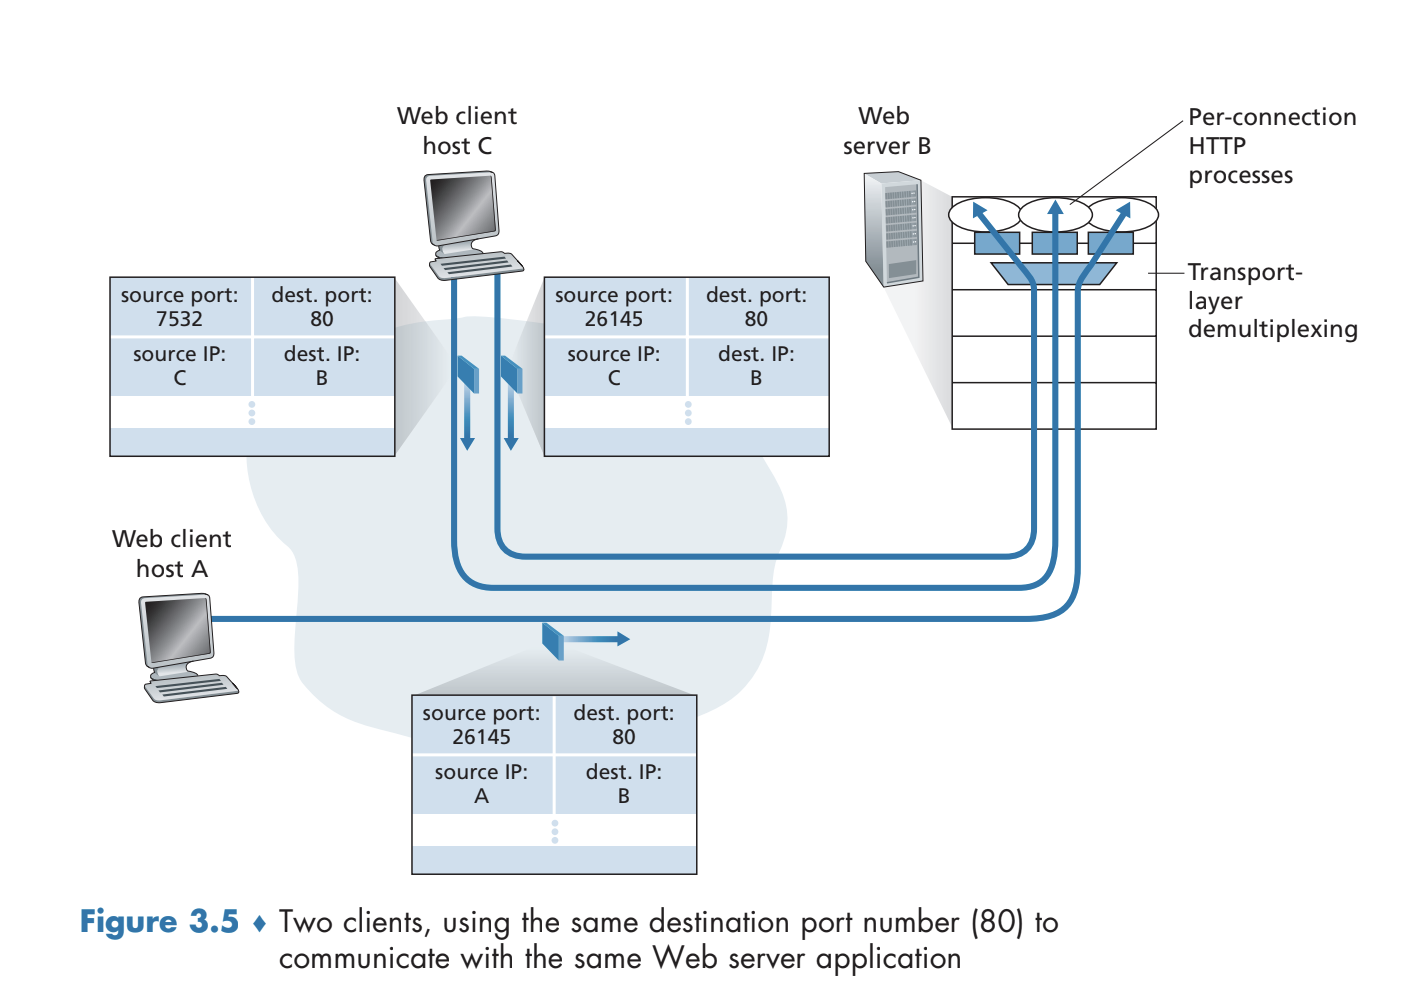 Web client
host C
Web
server B
Per-connection
HTTP
processes
Transport-
layer
demultiplexing
source port:
7532
dest. port:
80
source IP:
C
dest. IP:
B
source port:
26145
dest. port:
80
source IP:
C
dest. IP:
B
Web client
host A
source port:
26145
dest. port:
80
source IP:
A
dest. IP:
B
Figure 3.5 ♦ Two clients, using the same destination port number (80) to
communicate with the same Web server application